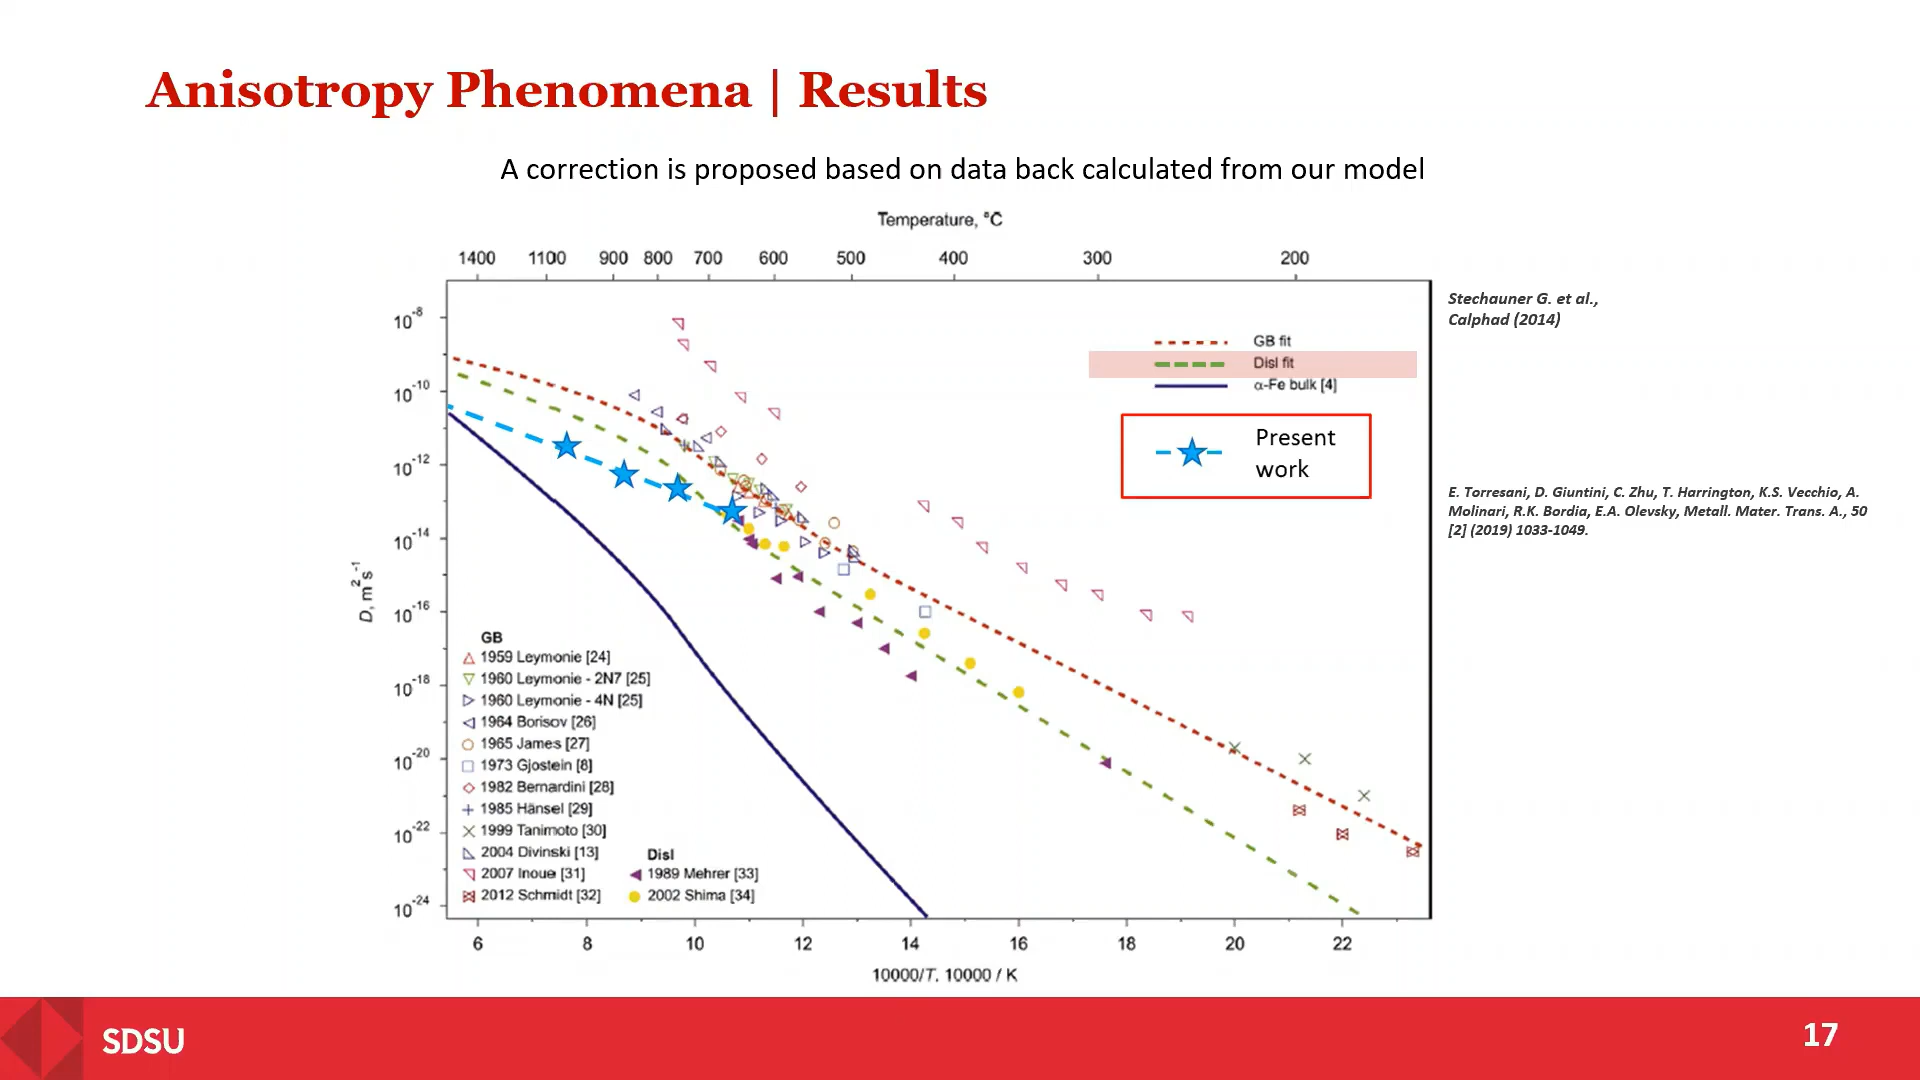 Anisotropy Phenomena | Results
A correction is proposed based on data back calculated from our model
Temperature, °C
1400 1100 900 800 700 600 500 400 300 200
Stechauner G. et al.,
Calphad (2014)
GB fit
Disl fit
α-Fe bulk [4]
Present
work
E. Torresani, D. Giuntini, C. Zhu, T. Harrington, K.S. Vecchio, A.
Molinari, R.K. Bordia, E.A. Olevsky, Metall. Mater. Trans. A., 50
[2] (2019) 1033-1049.
D, m² s⁻¹
10⁻⁸
10⁻¹⁰
10⁻¹²
10⁻¹⁴
10⁻¹⁶
10⁻¹⁸
10⁻²⁰
10⁻²²
10⁻²⁴
GB
1959 Leymonie [24]
1960 Leymonie - 2N7 [25]
1960 Leymonie - 4N [25]
1964 Borisov [26]
1965 James [27]
1973 Gjostein [8]
1982 Bernardini [28]
1985 Hänsel [29]
1999 Tanimoto [30]
2004 Divinski [13]
2007 Inoue [31]
2012 Schmidt [32]
Disl
1989 Mehrer [33]
2002 Shima [34]
6 8 10 12 14 16 18 20 22
10000/T, 10000 / K
SDSU
17